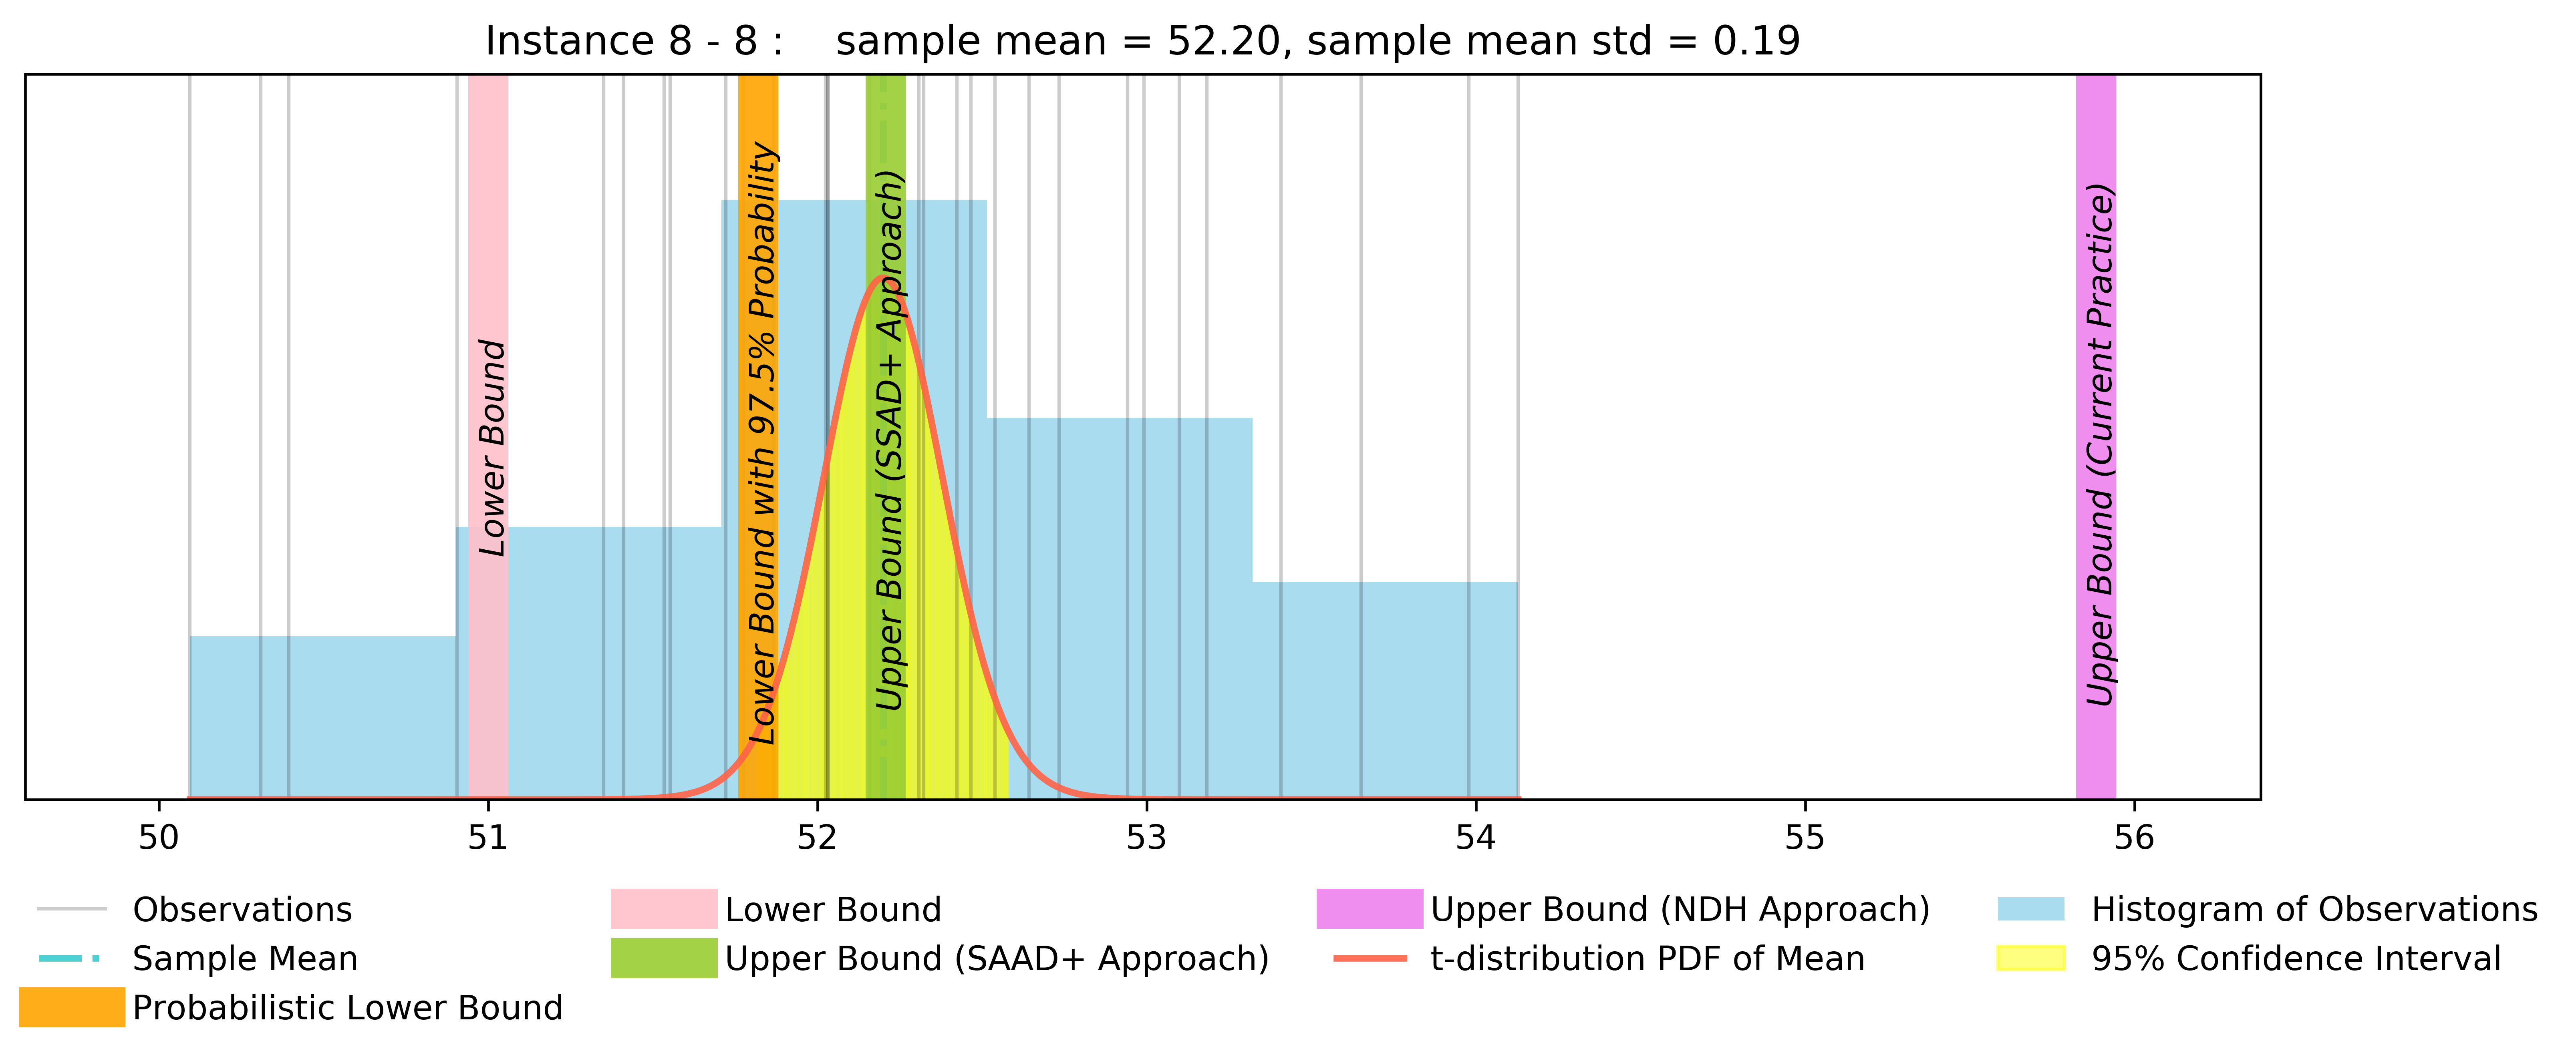 Instance 8 - 8 :    sample mean = 52.20, sample mean std = 0.19
Lower Bound
Lower Bound with 97.5% Probability
Upper Bound (SSAD+ Approach)
Upper Bound (Current Practice)
50 51 52 53 54 55 56
Observations
Sample Mean
Probabilistic Lower Bound
Lower Bound
Upper Bound (SAAD+ Approach)
Upper Bound (NDH Approach)
t-distribution PDF of Mean
Histogram of Observations
95% Confidence Interval